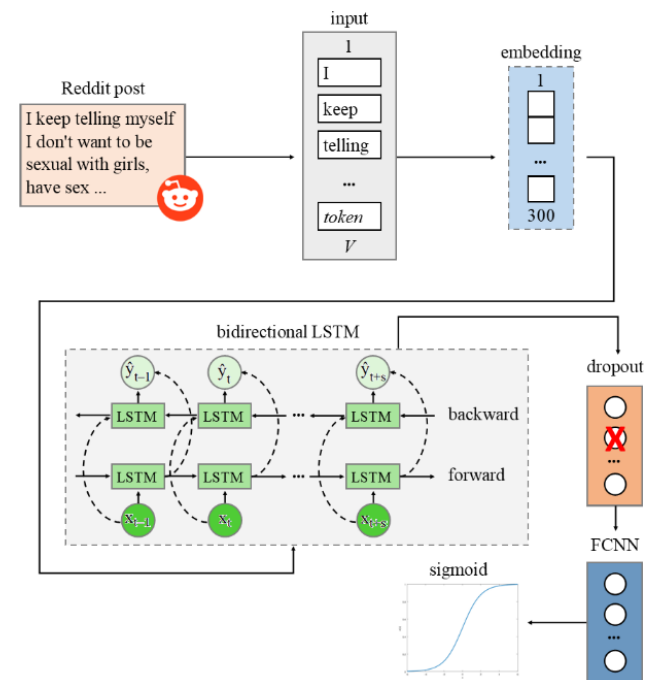 input
1
I
keep
telling
...
token
V
Reddit post
I keep telling myself
I don't want to be
sexual with girls,
have sex ...
embedding
1
...
300
bidirectional LSTM
ŷt−1
ŷt
ŷt+s
LSTM
LSTM
...
LSTM
backward
LSTM
LSTM
...
LSTM
forward
xt−1
xt
xt+s
dropout
X
...
FCNN
...
sigmoid